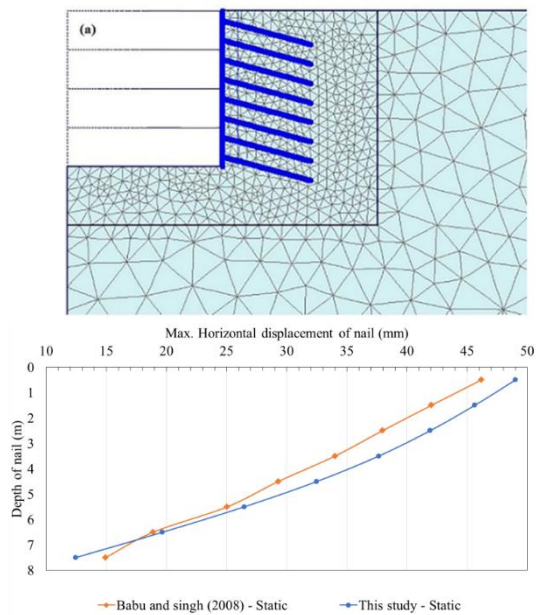 (a)
Max. Horizontal displacement of nail (mm)
10 15 20 25 30 35 40 45 50
0
1
2
3
4
5
6
7
8
Depth of nail (m)
Babu and singh (2008) - Static This study - Static